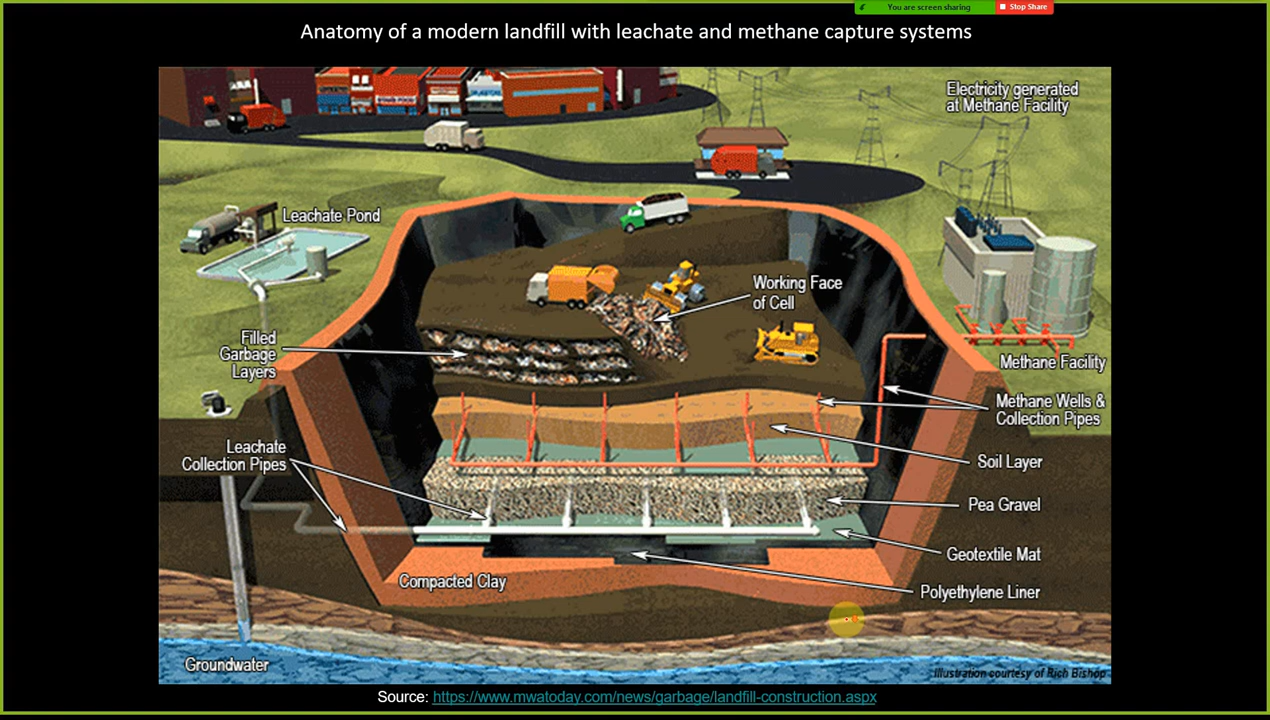 You are screen sharing
Stop Share
Anatomy of a modern landfill with leachate and methane capture systems
Electricity generated
at Methane Facility
Leachate Pond
Working Face
of Cell
Filled
Garbage
Layers
Methane Facility
Methane Wells &
Collection Pipes
Leachate
Collection Pipes
Soil Layer
Pea Gravel
Geotextile Mat
Compacted Clay
Polyethylene Liner
Groundwater
Illustration courtesy of Rich Bishop
Source: https://www.mwatoday.com/news/garbage/landfill-construction.aspx